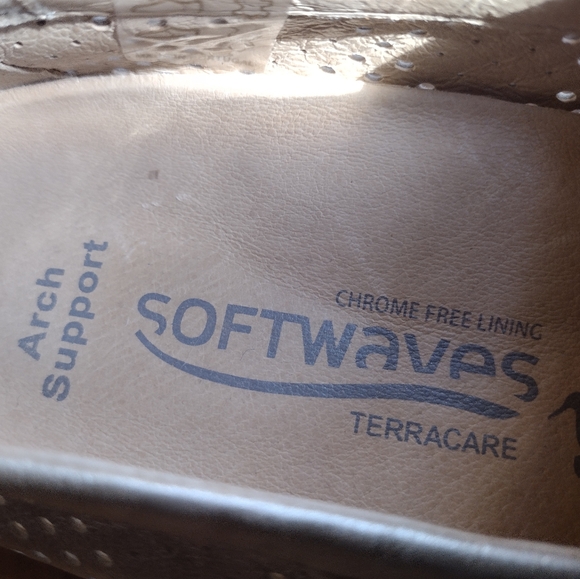 Arch
Support
CHROME FREE LINING
SOFTWAVES
TERRACARE